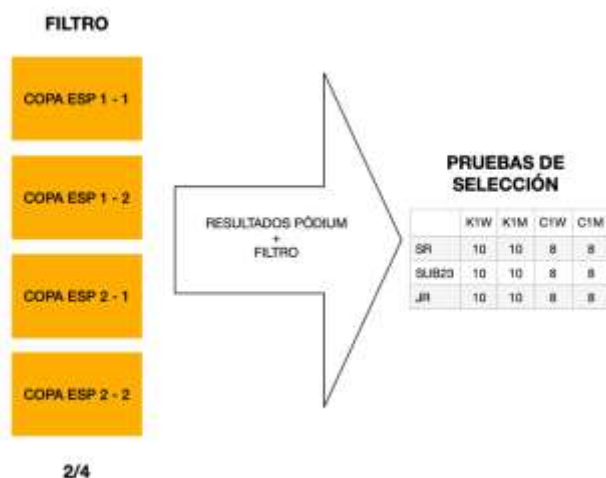 FILTRO
COPA ESP 1 - 1
COPA ESP 1 - 2
COPA ESP 2 - 1
COPA ESP 2 - 2
2/4
RESULTADOS PÓDIUM
+
FILTRO
PRUEBAS DE
SELECCIÓN
K1W K1M C1W C1M
SR 10 10 8 8
SUB23 10 10 8 8
JR 10 10 8 8